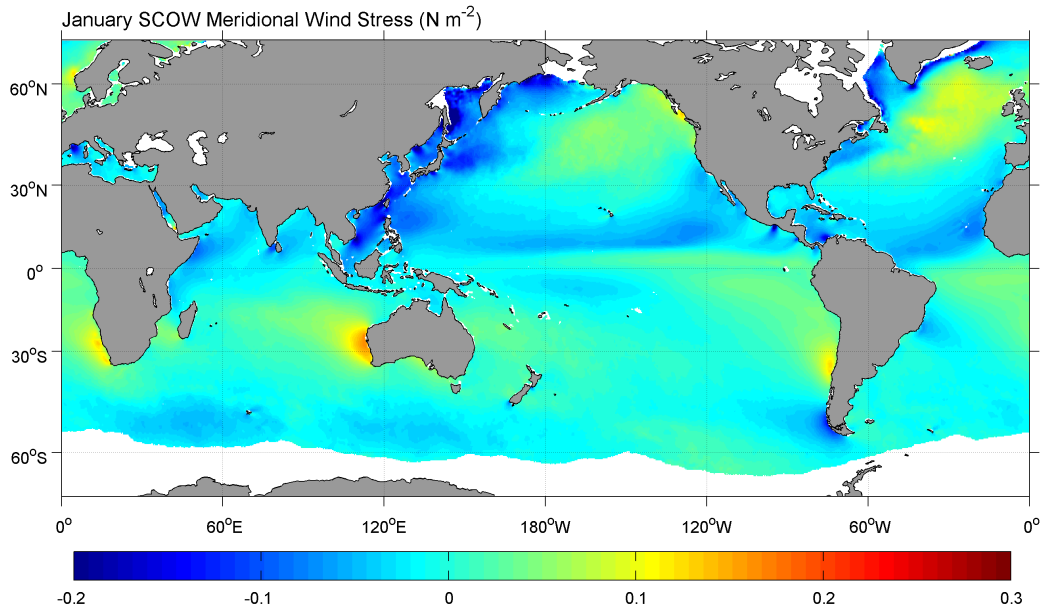 January SCOW Meridional Wind Stress (N m⁻²)
60°N
30°N
0°
30°S
60°S
0° 60°E 120°E 180°W 120°W 60°W 0°
-0.2 -0.1 0 0.1 0.2 0.3